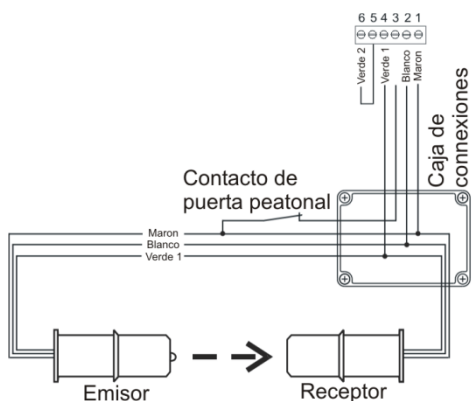 6 5 4 3 2 1
Verde 2
Verde 1
Blanco
Maron
Caja de
connexiones
Contacto de
puerta peatonal
Maron
Blanco
Verde 1
Emisor
Receptor